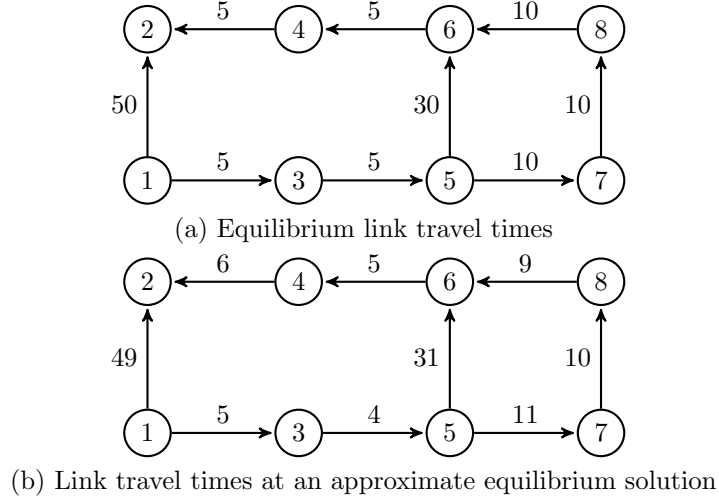 5 5 10
2 4 6 8
50 30 10
5 5 10
1 3 5 7
(a) Equilibrium link travel times
6 5 9
2 4 6 8
49 31 10
5 4 11
1 3 5 7
(b) Link travel times at an approximate equilibrium solution